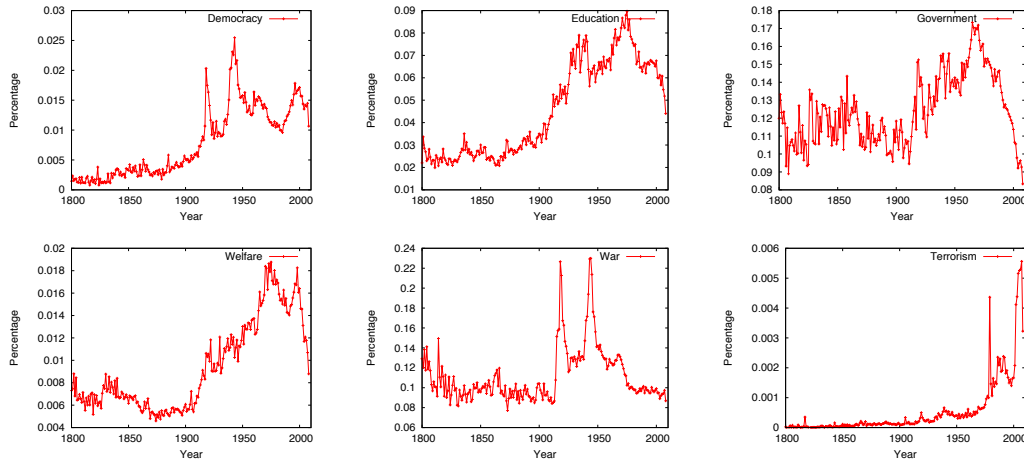 Democracy
0.03
0.025
0.02
0.015
0.01
0.005
0
Percentage
1800 1850 1900 1950 2000
Year
Education
0.09
0.08
0.07
0.06
0.05
0.04
0.03
0.02
0.01
Percentage
1800 1850 1900 1950 2000
Year
Government
0.18
0.17
0.16
0.15
0.14
0.13
0.12
0.11
0.1
0.09
0.08
Percentage
1800 1850 1900 1950 2000
Year
Welfare
0.02
0.018
0.016
0.014
0.012
0.01
0.008
0.006
0.004
Percentage
1800 1850 1900 1950 2000
Year
War
0.24
0.22
0.2
0.18
0.16
0.14
0.12
0.1
0.08
0.06
Percentage
1800 1850 1900 1950 2000
Year
Terrorism
0.006
0.005
0.004
0.003
0.002
0.001
0
Percentage
1800 1850 1900 1950 2000
Year